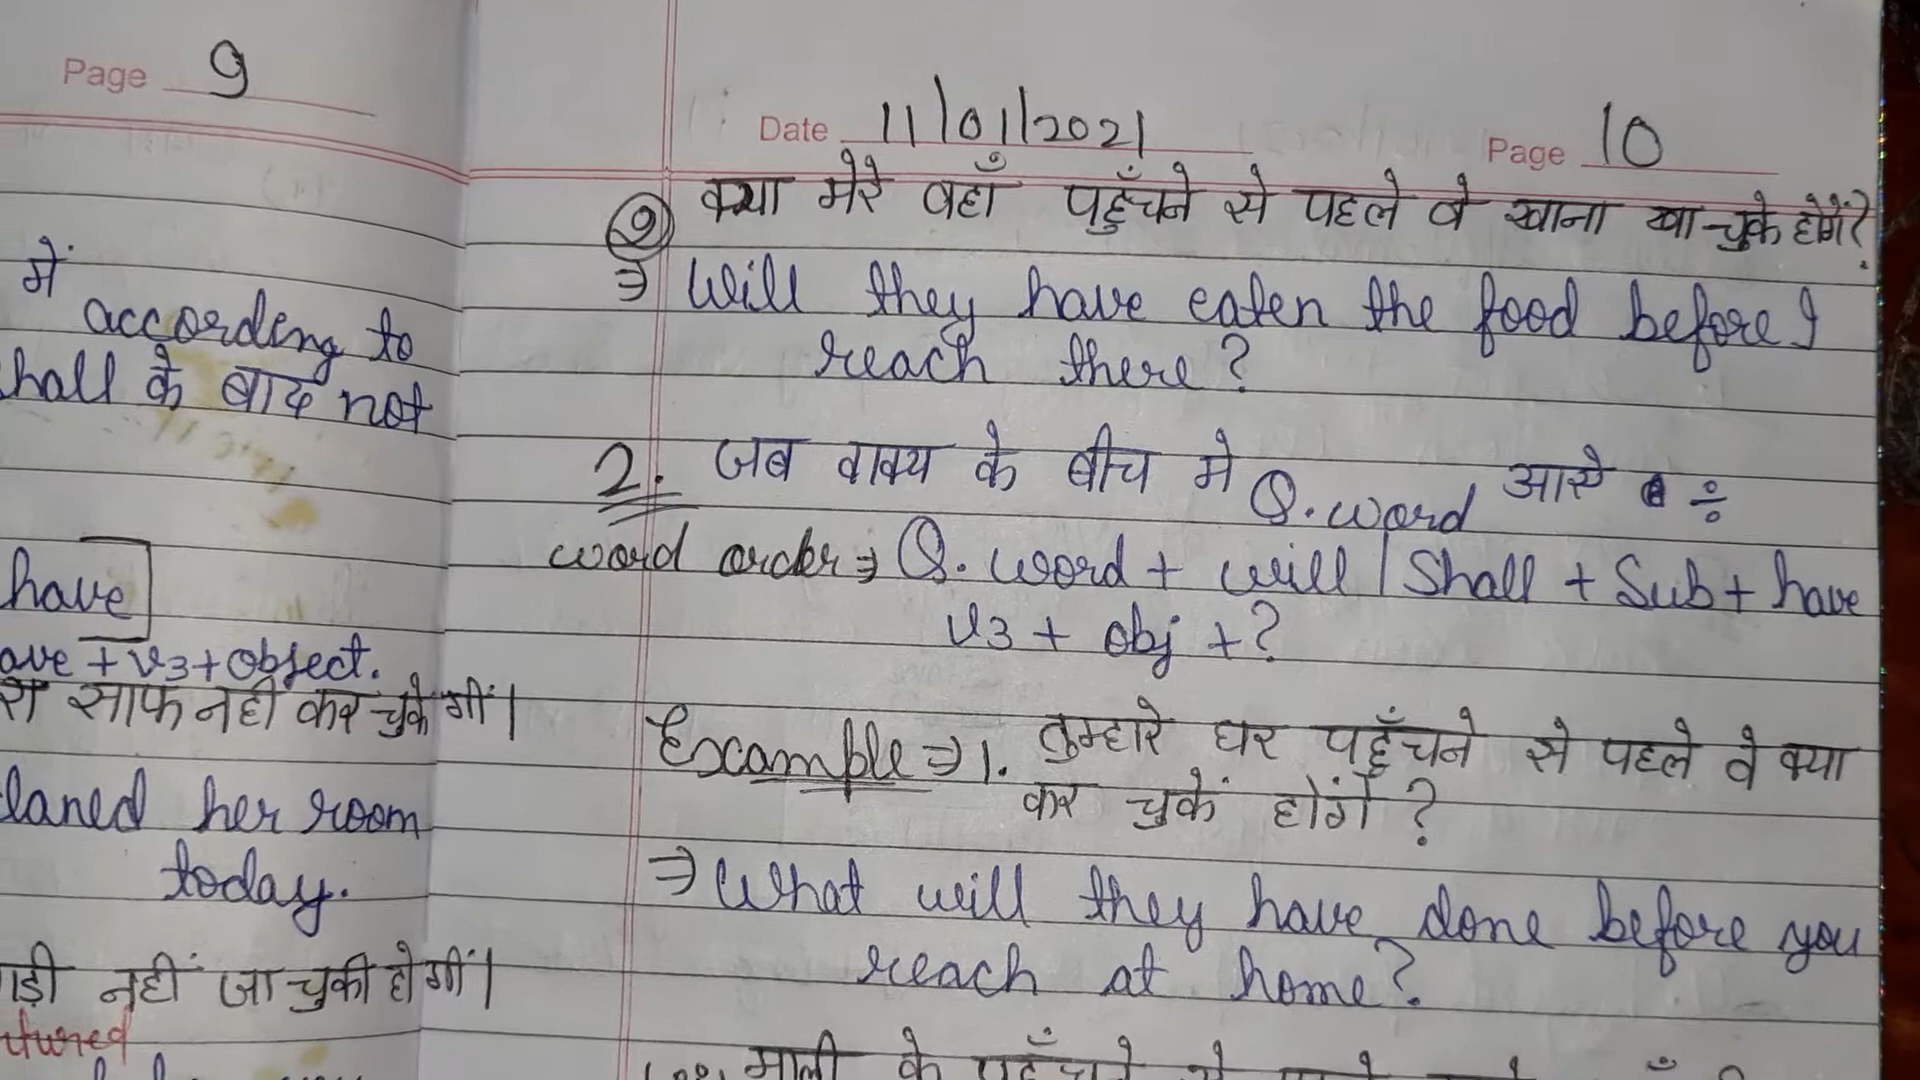 Page 9
में
according to
hall के बाद not
have
ave + v3 + object.
साफ नहीं कर चुके गीं।
laned her room
today.
ड़ी नहीं जा चुकी होगीं।
Date 11/01/2021 Page 10
② क्या मेरे वहाँ पहुँचने से पहले वे खाना खा चुके होगें?
⇒ Will they have eaten the food before I
reach there?
2. जब वाक्य के बीच मे Q.word आये ÷
word order ⇒ Q. word + will / Shall + Sub + have
v3 + obj + ?
Example ⇒ 1. तुम्हारे घर पहुँचने से पहले वे क्या
कर चुकें होगें ?
⇒ What will they have done before you
reach at home?
माली के पहुँचने से